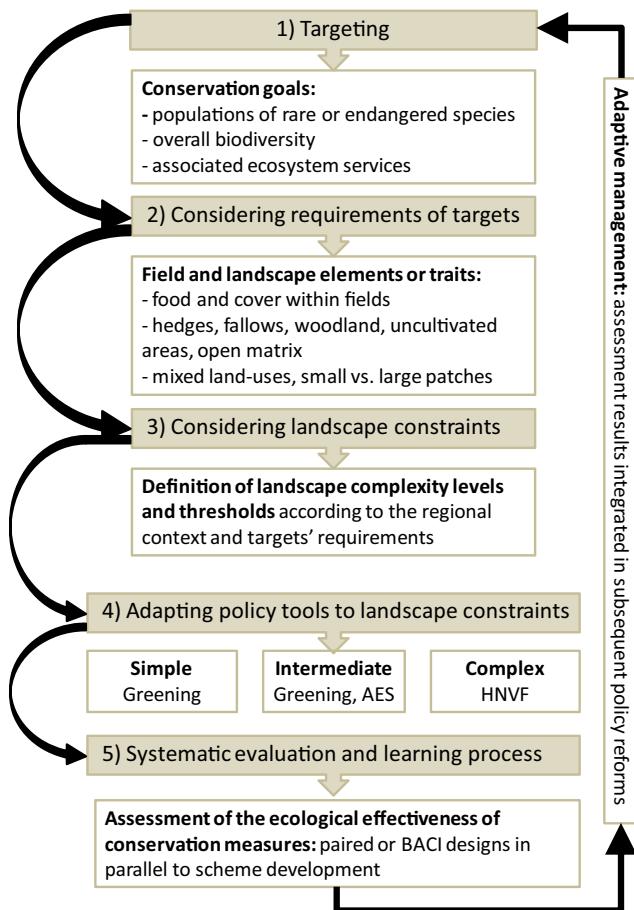 1) Targeting
Conservation goals:
- populations of rare or endangered species
- overall biodiversity
- associated ecosystem services
2) Considering requirements of targets
Field and landscape elements or traits:
- food and cover within fields
- hedges, fallows, woodland, uncultivated
areas, open matrix
- mixed land-uses, small vs. large patches
3) Considering landscape constraints
Definition of landscape complexity levels
and thresholds according to the regional
context and targets’ requirements
4) Adapting policy tools to landscape constraints
Simple
Greening
Intermediate
Greening, AES
Complex
HNVF
5) Systematic evaluation and learning process
Assessment of the ecological effectiveness of
conservation measures: paired or BACI designs in
parallel to scheme development
Adaptive management: assessment results integrated in subsequent policy reforms